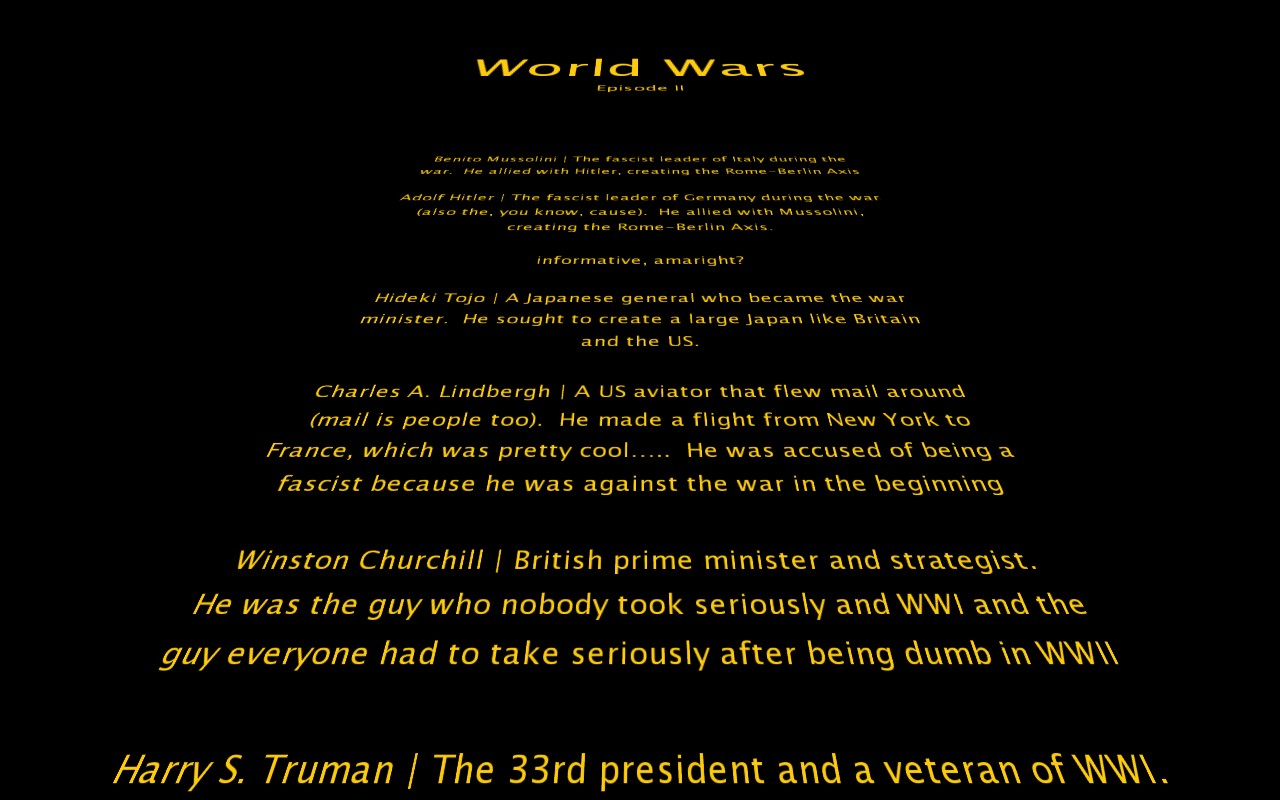 World Wars
Episode II
Benito Mussolini | The fascist leader of Italy during the
war.  He allied with Hitler, creating the Rome-Berlin Axis
Adolf Hitler | The fascist leader of Germany during the war
(also the, you know, cause).  He allied with Mussolini,
creating the Rome-Berlin Axis.
informative, amaright?
Hideki Tojo | A Japanese general who became the war
minister.  He sought to create a large Japan like Britain
and the US.
Charles A. Lindbergh | A US aviator that flew mail around
(mail is people too).  He made a flight from New York to
France, which was pretty cool.....  He was accused of being a
fascist because he was against the war in the beginning
Winston Churchill | British prime minister and strategist.
He was the guy who nobody took seriously and WWI and the
guy everyone had to take seriously after being dumb in WWII
Harry S. Truman | The 33rd president and a veteran of WWI.